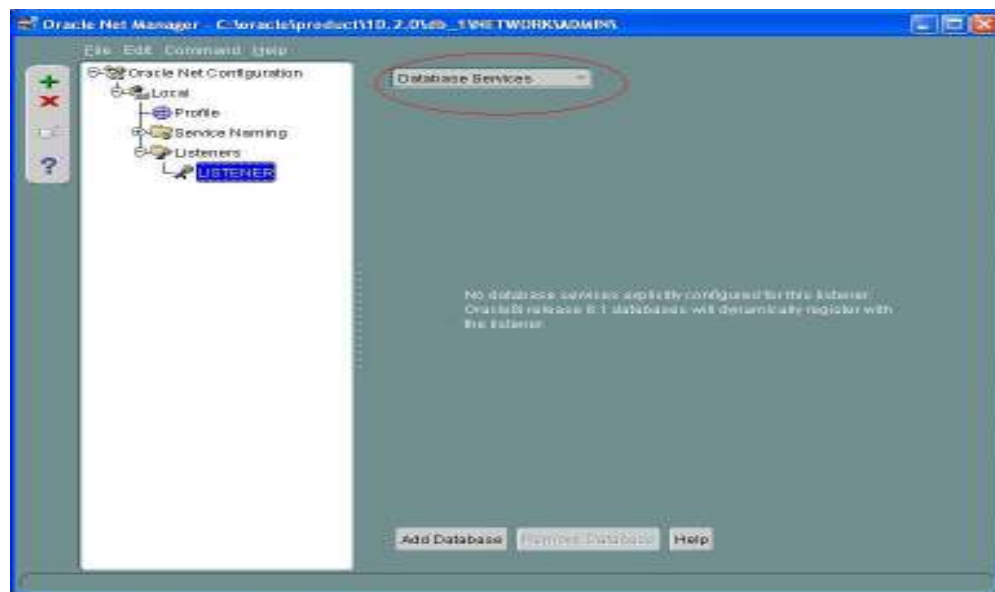 Oracle Net Manager - C:\oracle\product\10.2.0\db_1\NETWORK\ADMIN\
File Edit Command Help
Oracle Net Configuration
Local
Profile
Service Naming
Listeners
LISTENER
Database Services
No database services explicitly configured for this listener.
Oracle8i release 8.1 databases will dynamically register with
the listener.
Add Database Remove Database Help